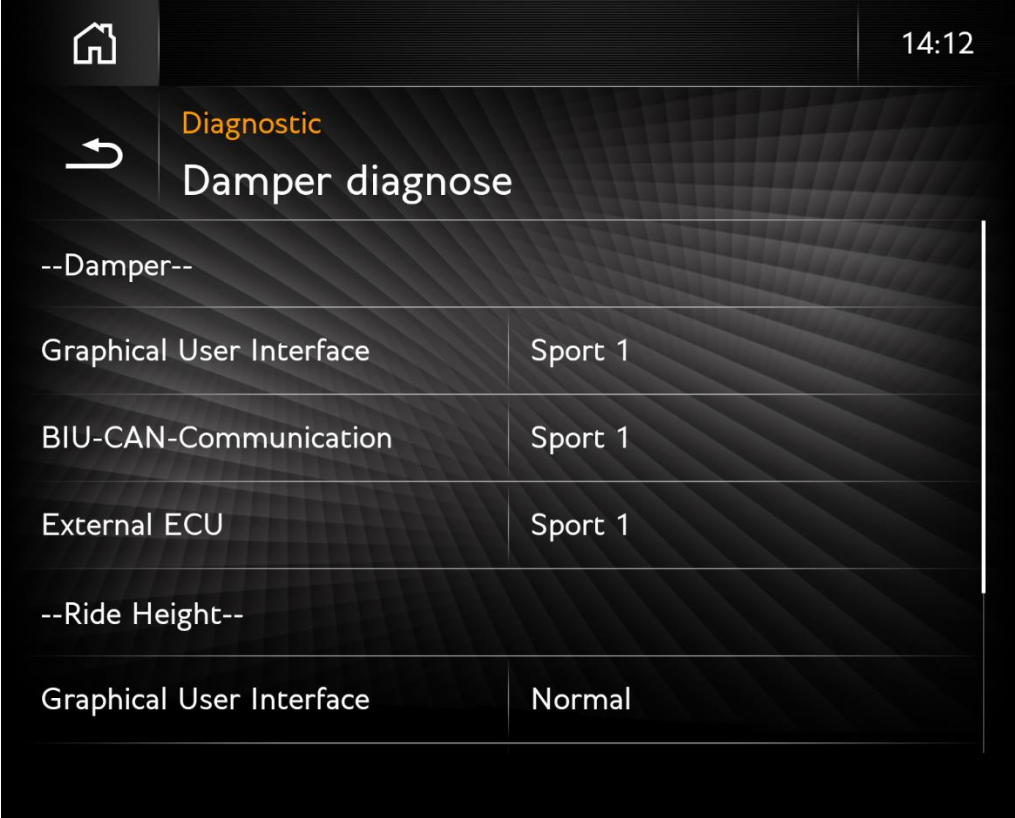 14:12
Diagnostic
Damper diagnose
--Damper--
Graphical User Interface Sport 1
BIU-CAN-Communication Sport 1
External ECU Sport 1
--Ride Height--
Graphical User Interface Normal